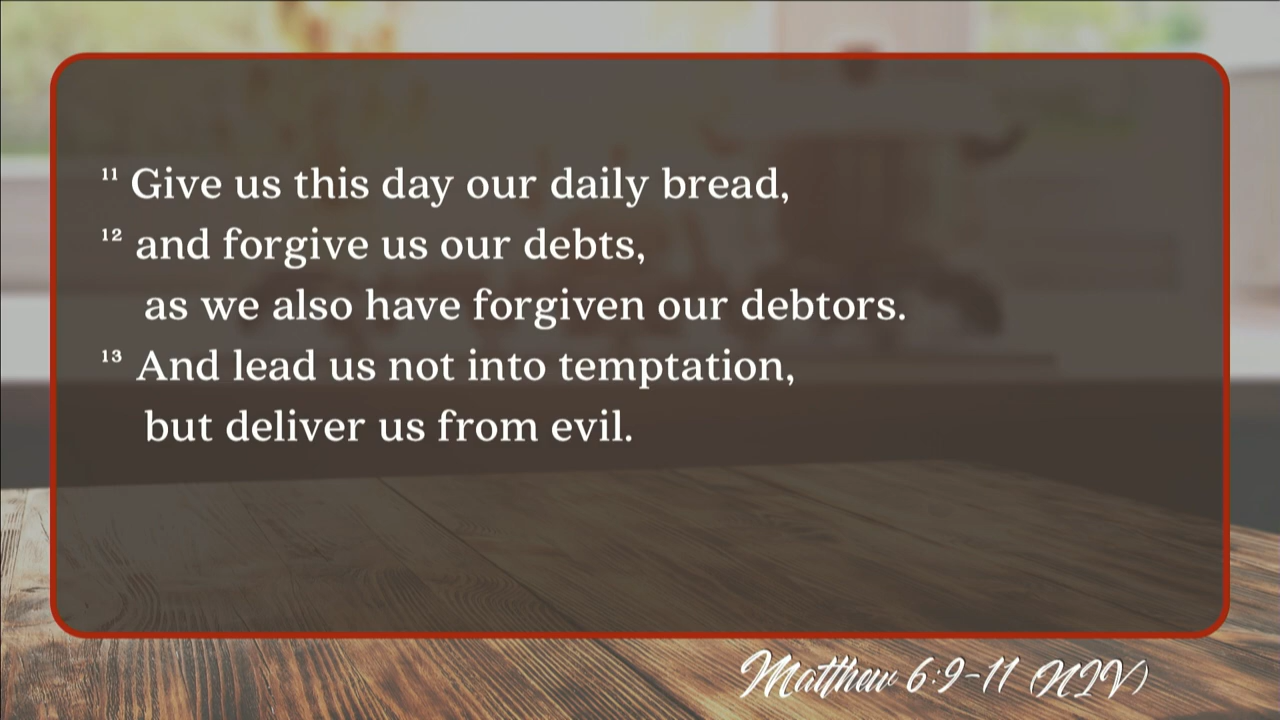 ¹¹ Give us this day our daily bread,
¹² and forgive us our debts,
as we also have forgiven our debtors.
¹³ And lead us not into temptation,
but deliver us from evil.
Matthew 6:9-11 (NIV)